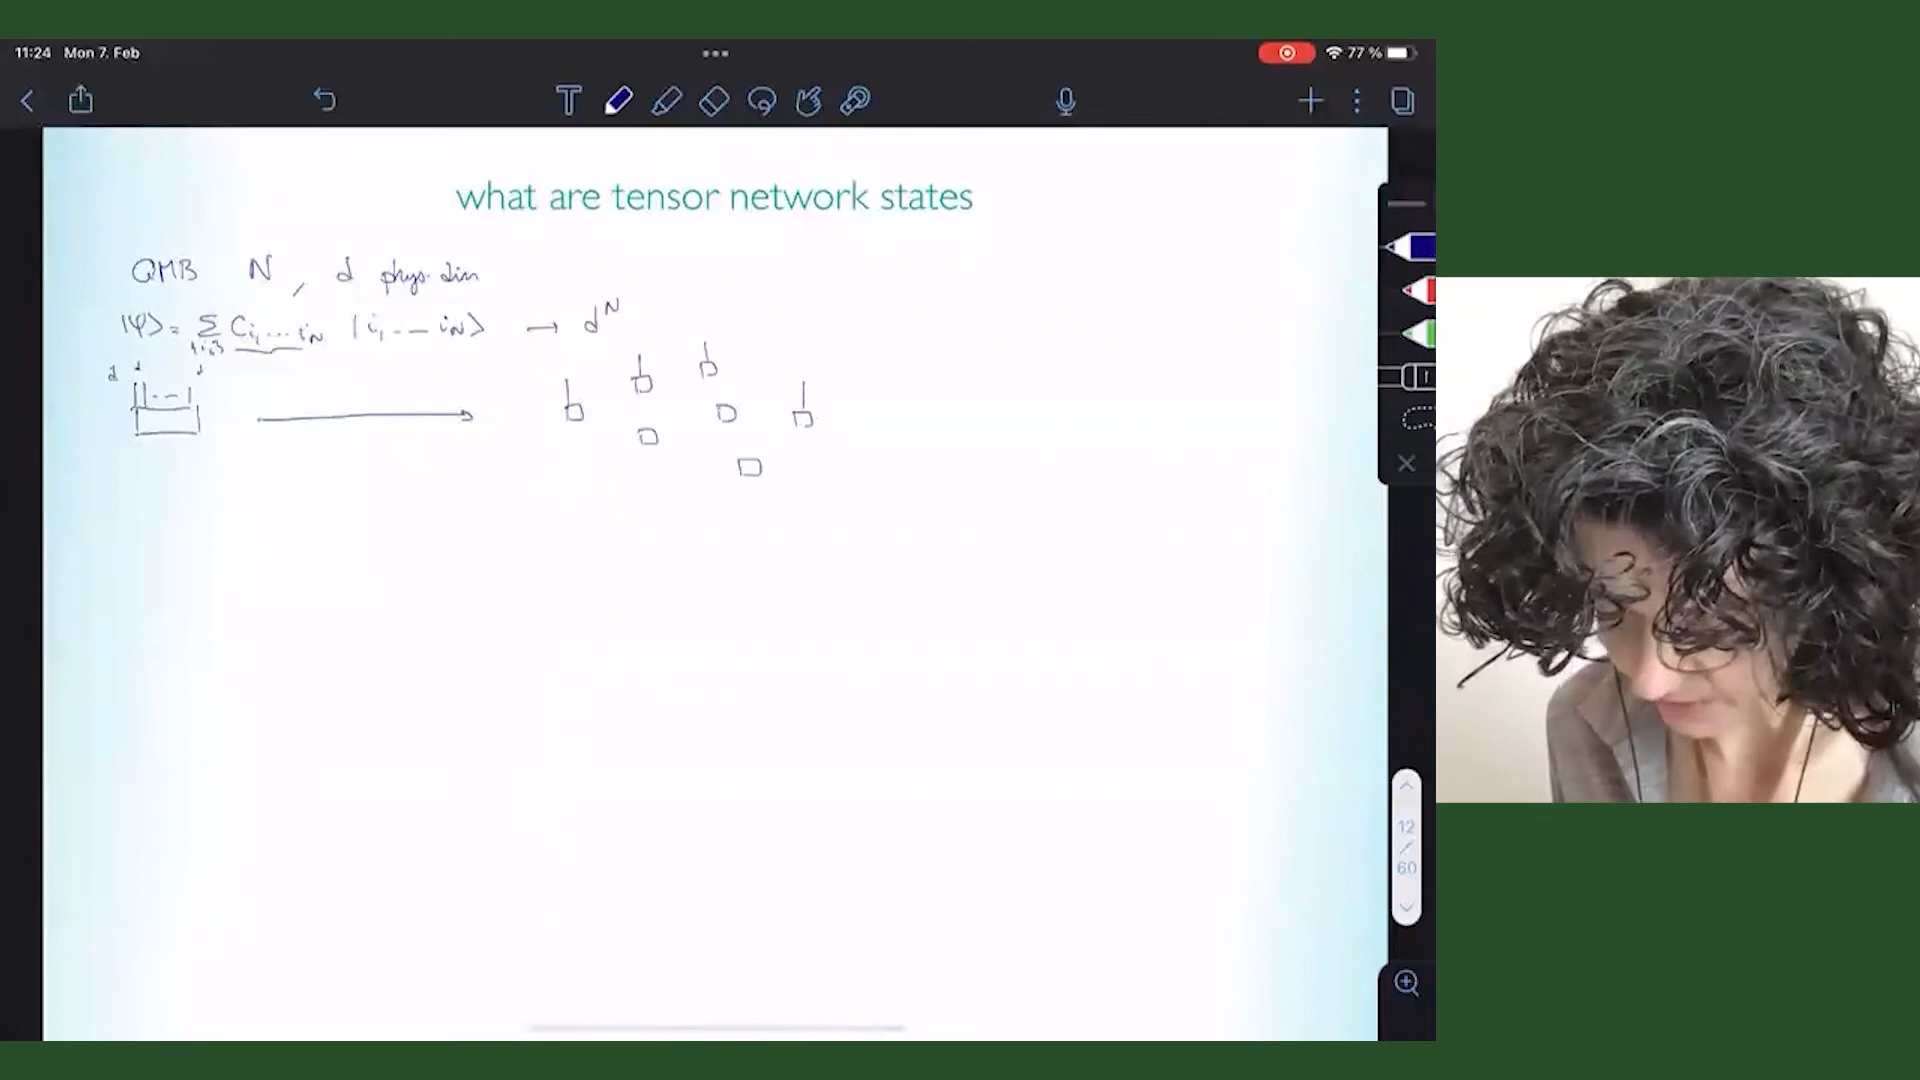 11:24 Mon 7. Feb
77 %
what are tensor network states
QMB N, d phys. dim
|Ψ⟩ = Σ C i₁...iN |i₁...iN⟩ → d^N
d
12
/
60